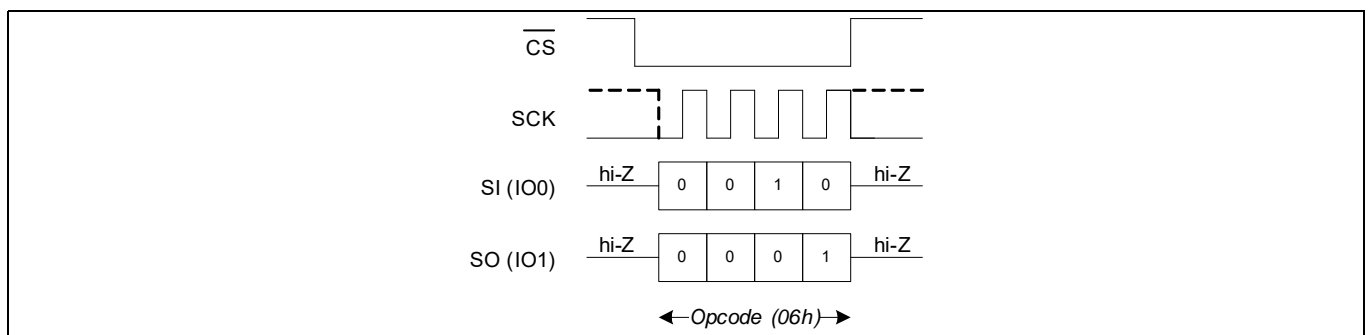 CS
SCK
hi-Z 0 0 1 0 hi-Z
SI (IO0)
hi-Z 0 0 0 1 hi-Z
SO (IO1)
Opcode (06h)